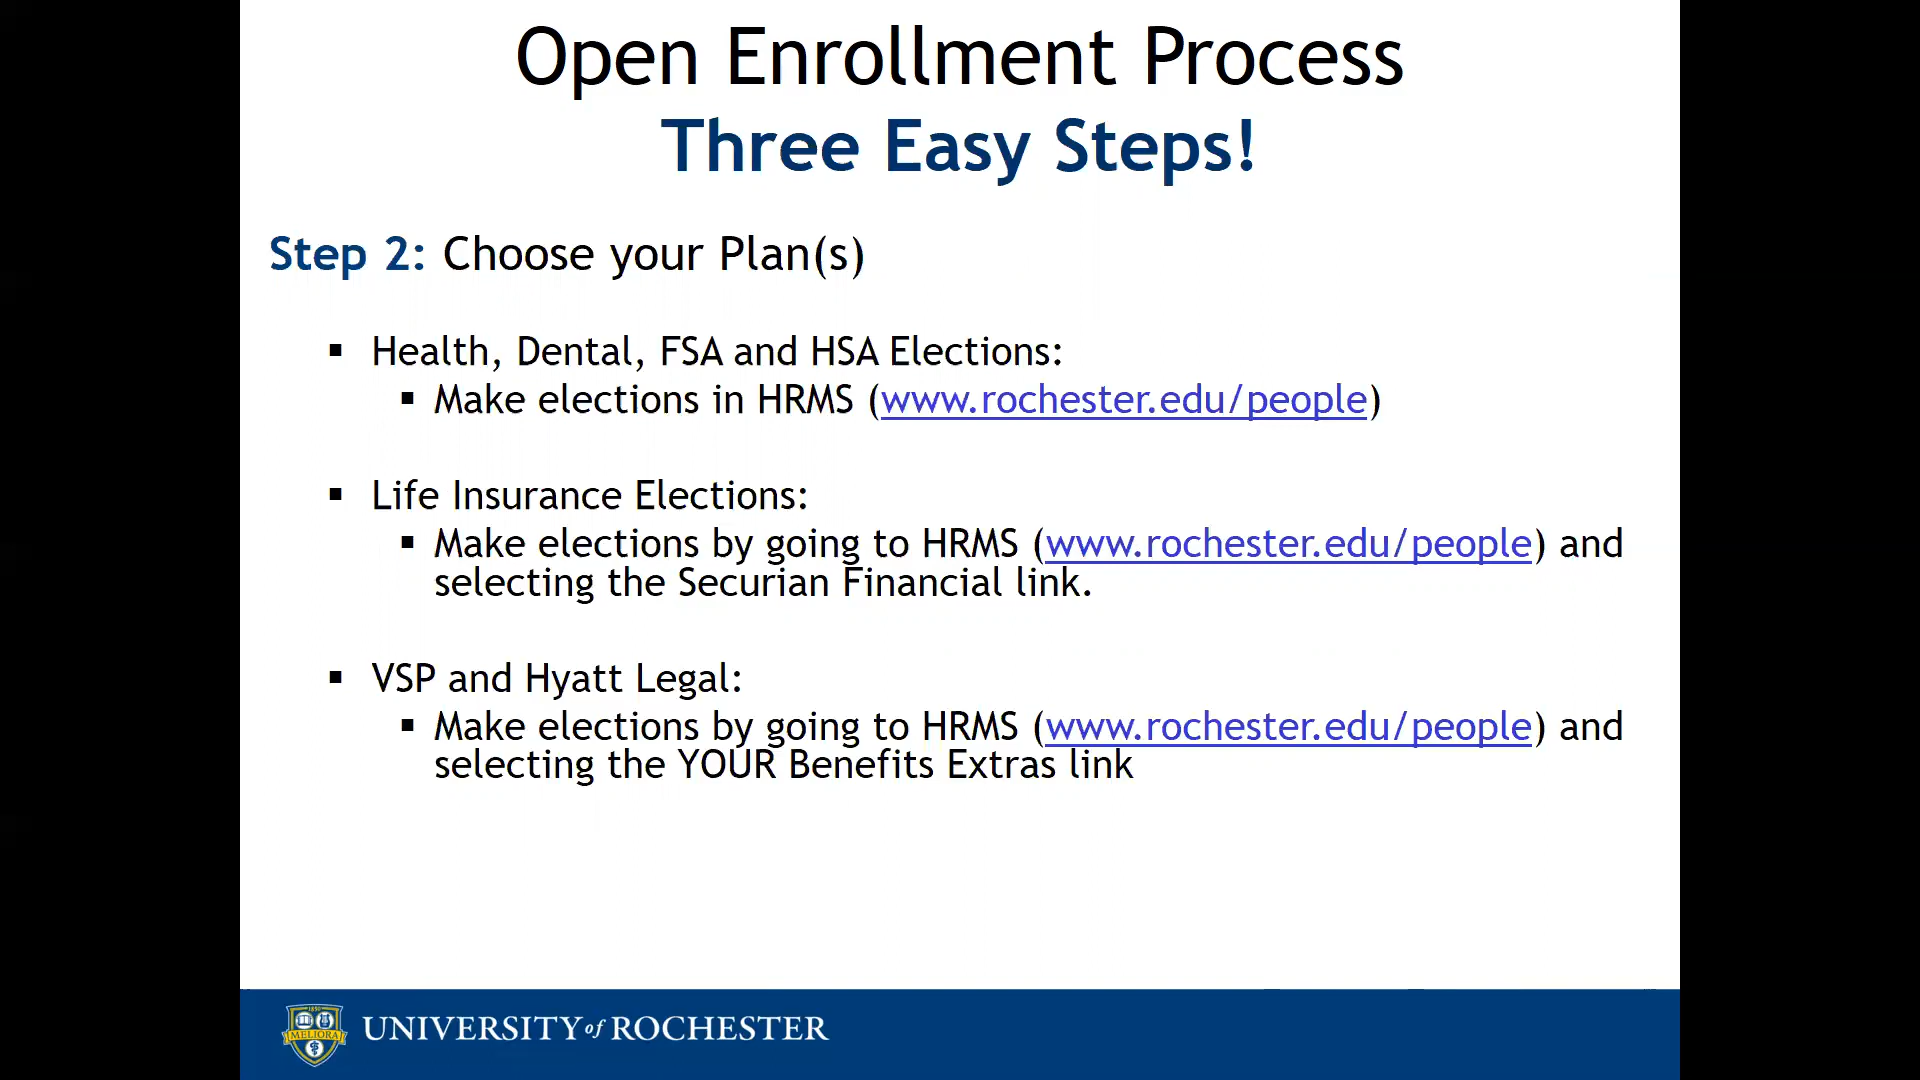 Open Enrollment Process
Three Easy Steps!
Step 2: Choose your Plan(s)
▪ Health, Dental, FSA and HSA Elections:
▪ Make elections in HRMS (www.rochester.edu/people)
▪ Life Insurance Elections:
▪ Make elections by going to HRMS (www.rochester.edu/people) and
selecting the Securian Financial link.
▪ VSP and Hyatt Legal:
▪ Make elections by going to HRMS (www.rochester.edu/people) and
selecting the YOUR Benefits Extras link
1850
MELIORA
UNIVERSITY of ROCHESTER